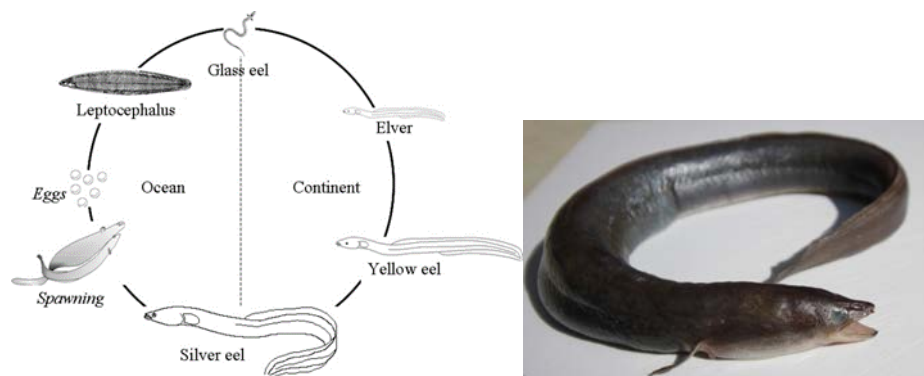 Glass eel
Leptocephalus
Elver
Eggs
Ocean
Continent
Yellow eel
Spawning
Silver eel